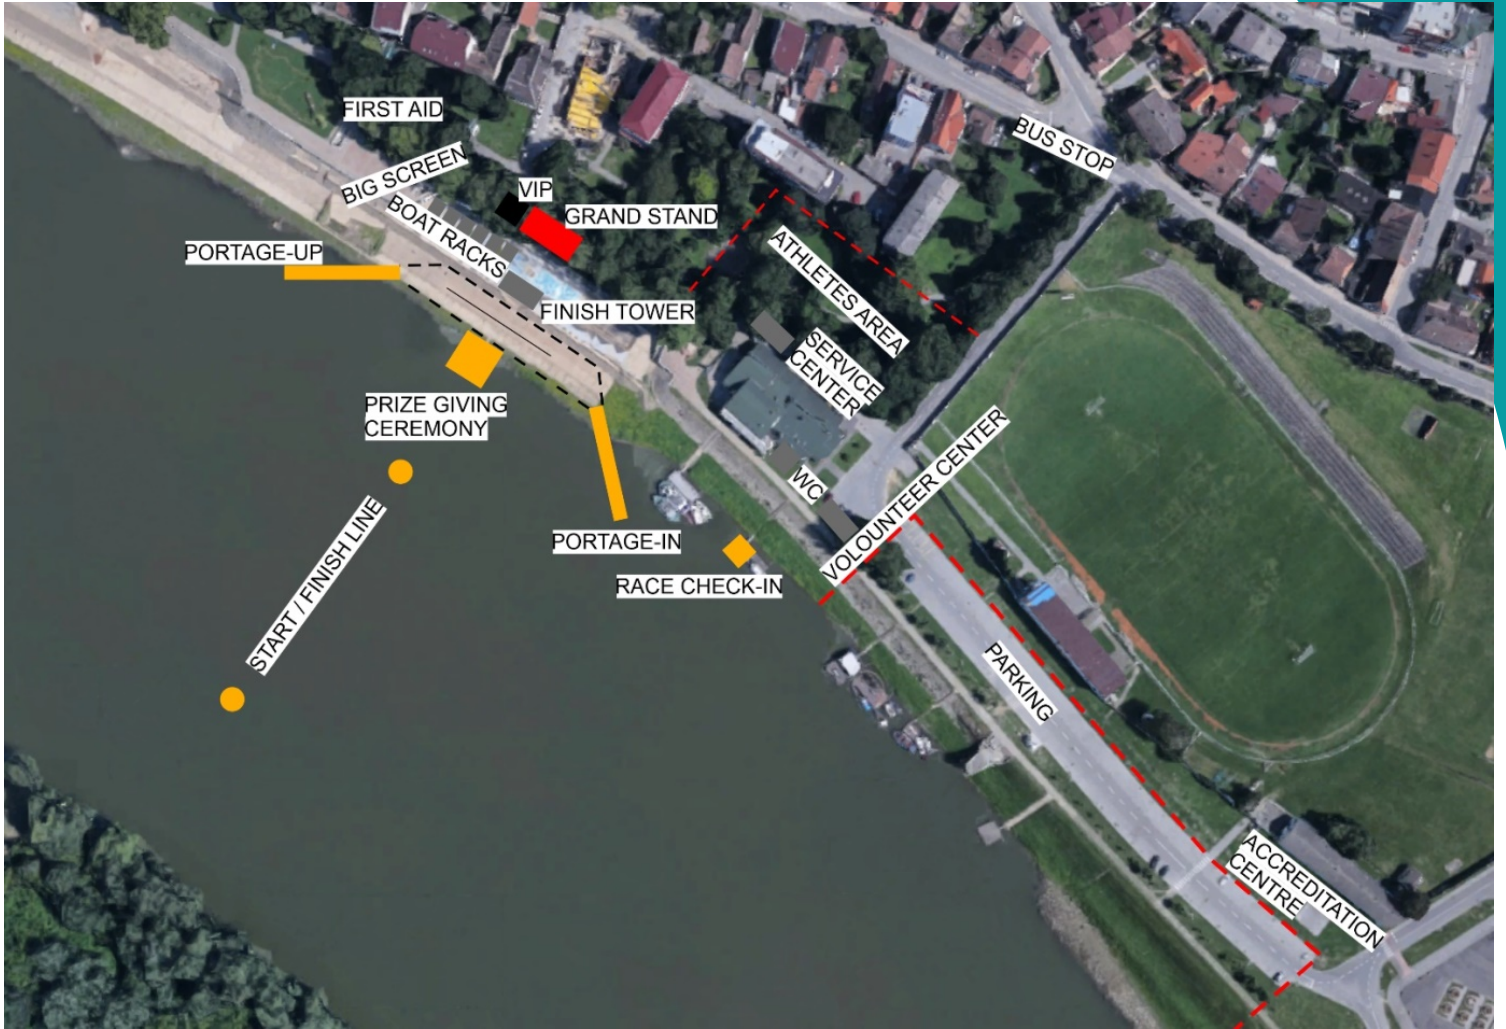 FIRST AID
BUS STOP
BIG SCREEN
VIP
BOAT RACKS
GRAND STAND
PORTAGE-UP
ATHLETES AREA
FINISH TOWER
SERVICE
CENTER
PRIZE GIVING
CEREMONY
WC
VOLOUNTEER CENTER
START / FINISH LINE
PORTAGE-IN
RACE CHECK-IN
PARKING
ACCREDITATION
CENTRE